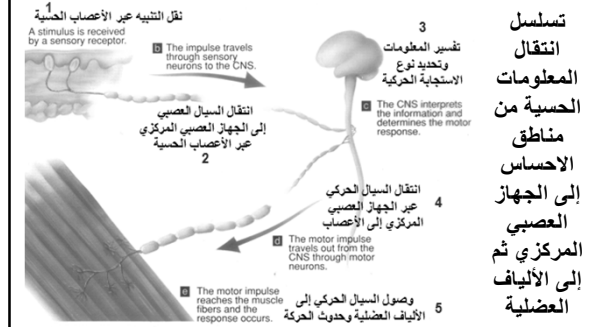 1
نقل التنبيه عبر الأعصاب الحسية
A stimulus is received
by a sensory receptor.
b The impulse travels
through sensory
neurons to the CNS.
انتقال السيال العصبي
إلى الجهاز العصبي المركزي
عبر الأعصاب الحسية
2
3
تفسير المعلومات
وتحديد نوع
الاستجابة الحركية
c The CNS interprets
the information and
determines the motor
response.
انتقال السيال الحركي
عبر الجهاز العصبي
المركزي إلى الأعصاب
4
d The motor impulse
travels out from the
CNS through motor
neurons.
e The motor impulse
reaches the muscle
fibers and the
response occurs.
وصول السيال الحركي إلى
الألياف العضلية وحدوث الحركة
5
تسلسل
انتقال
المعلومات
الحسية من
مناطق
الاحساس
إلى الجهاز
العصبي
المركزي ثم
إلى الألياف
العضلية